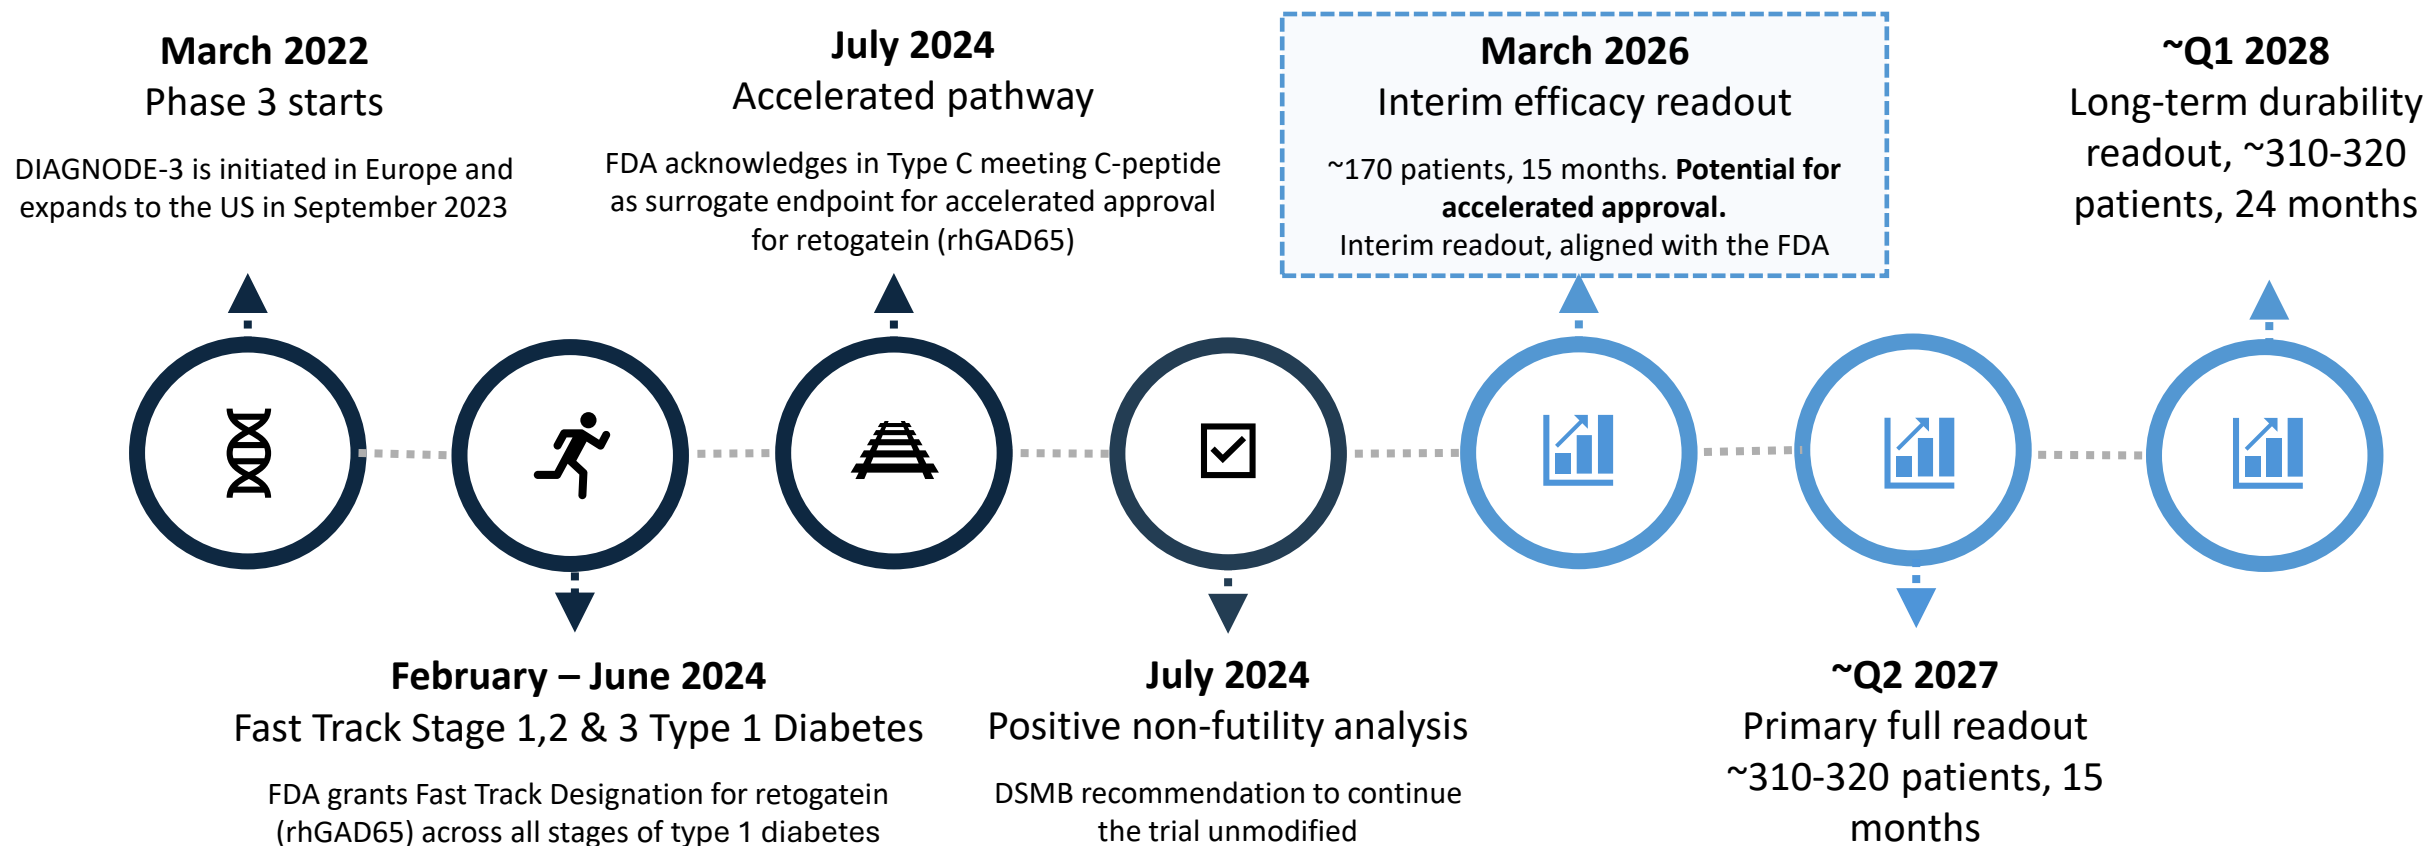 March 2022
Phase 3 starts
DIAGNODE-3 is initiated in Europe and
expands to the US in September 2023
February – June 2024
Fast Track Stage 1,2 & 3 Type 1 Diabetes
FDA grants Fast Track Designation for retogatein
(rhGAD65) across all stages of type 1 diabetes
July 2024
Accelerated pathway
FDA acknowledges in Type C meeting C-peptide
as surrogate endpoint for accelerated approval
for retogatein (rhGAD65)
July 2024
Positive non-futility analysis
DSMB recommendation to continue
the trial unmodified
March 2026
Interim efficacy readout
~170 patients, 15 months. Potential for
accelerated approval.
Interim readout, aligned with the FDA
~Q2 2027
Primary full readout
~310-320 patients, 15
months
~Q1 2028
Long-term durability
readout, ~310-320
patients, 24 months